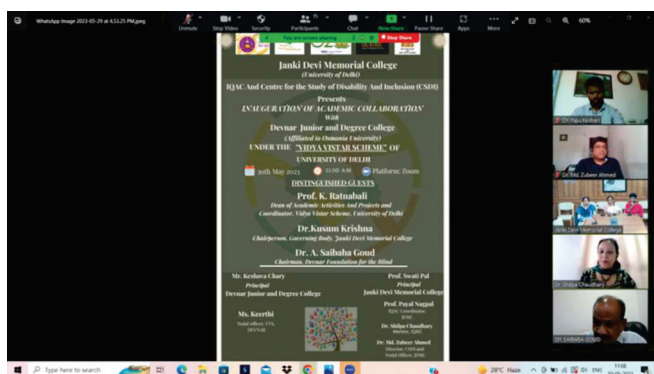 WhatsApp Image 2023-05-29 at 4.53.25 PM.jpeg
60%
Unmute
Stop Video
Security
Participants
Chat
New Share
Pause Share
Apps
More
You are screen sharing
Stop Share
Janki Devi Memorial College
(University of Delhi)
IQAC And Centre for the Study of Disability And Inclusion (CSDI)
Presents
INAUGURATION OF ACADEMIC COLLABORATION
With
Devnar Junior and Degree College
(Affiliated to Osmania University)
UNDER THE "VIDYA VISTAR SCHEME" OF
UNIVERSITY OF DELHI
30th May 2023
11:00 A.M.
Platform: Zoom
DISTINGUISHED GUESTS
Prof. K. Ratnabali
Dean of Academic Activities And Projects and
Coordinator, Vidya Vistar Scheme, University of Delhi
Dr.Kusum Krishna
Chairperson, Governing Body, Janki Devi Memorial College
Dr. A. Saibaba Goud
Chairman, Devnar Foundation for the Blind
Mr. Keshava Chary
Principal
Devnar Junior and Degree College
Prof. Swati Pal
Principal
Janki Devi Memorial College
Ms. Keerthi
Nodal officer, VVS,
DEVNAR
Prof. Payal Nagpal
IQAC Coordinator,
JDMC
Dr. Shilpa Chaudhary
Member, IQAC
Dr. Md. Zubeer Ahmed
Director, CSDI and
Nodal Officer, JDMC
Dr. Md. Zubeer Ahmed
Janki Devi Memorial College
Dr. Shilpa Chaudhary
DR. SAIBABA GOUD
Type here to search
28°C Haze
ENG
11:08